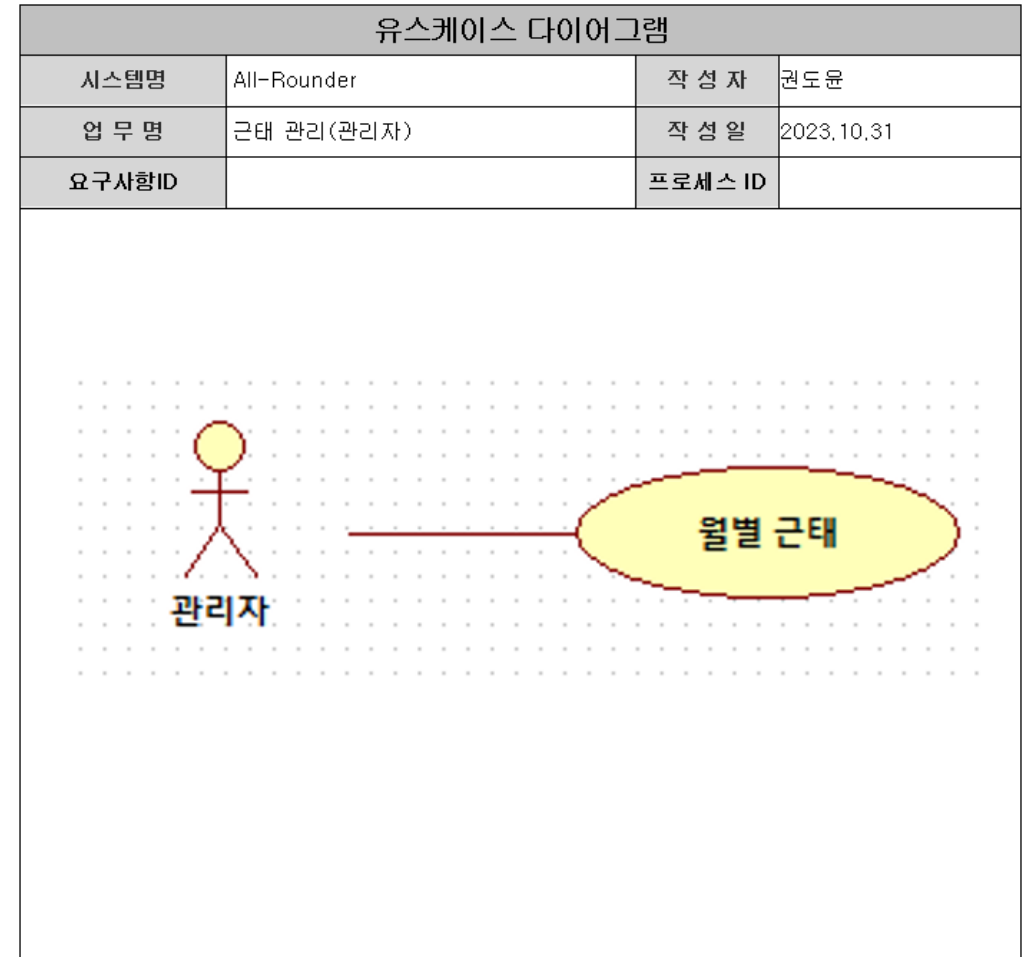 유스케이스 다이어그램
시스템명 All-Rounder 작 성 자 권도윤
업 무 명 근태 관리(관리자) 작 성 일 2023.10.31
요구사항ID 프로세스 ID
월별 근태
관리자